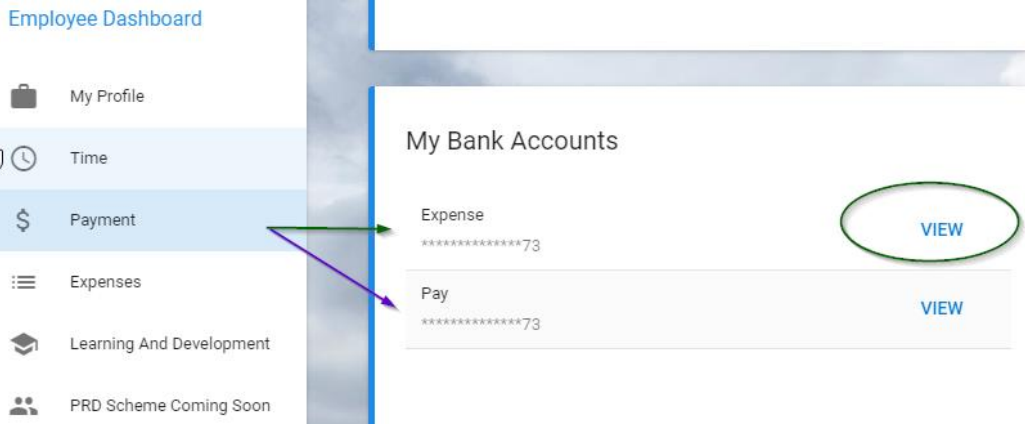 Employee Dashboard
My Profile
Time
Payment
Expenses
Learning And Development
PRD Scheme Coming Soon
My Bank Accounts
Expense
**************73
VIEW
Pay
**************73
VIEW